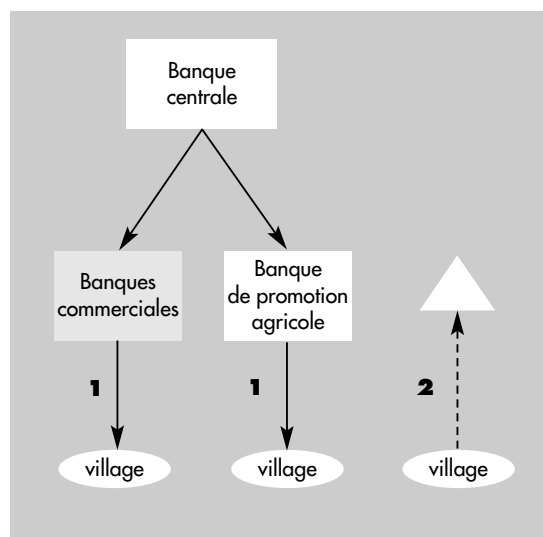 Banque
centrale
Banques
commerciales
Banque
de promotion
agricole
1
1
2
village
village
village